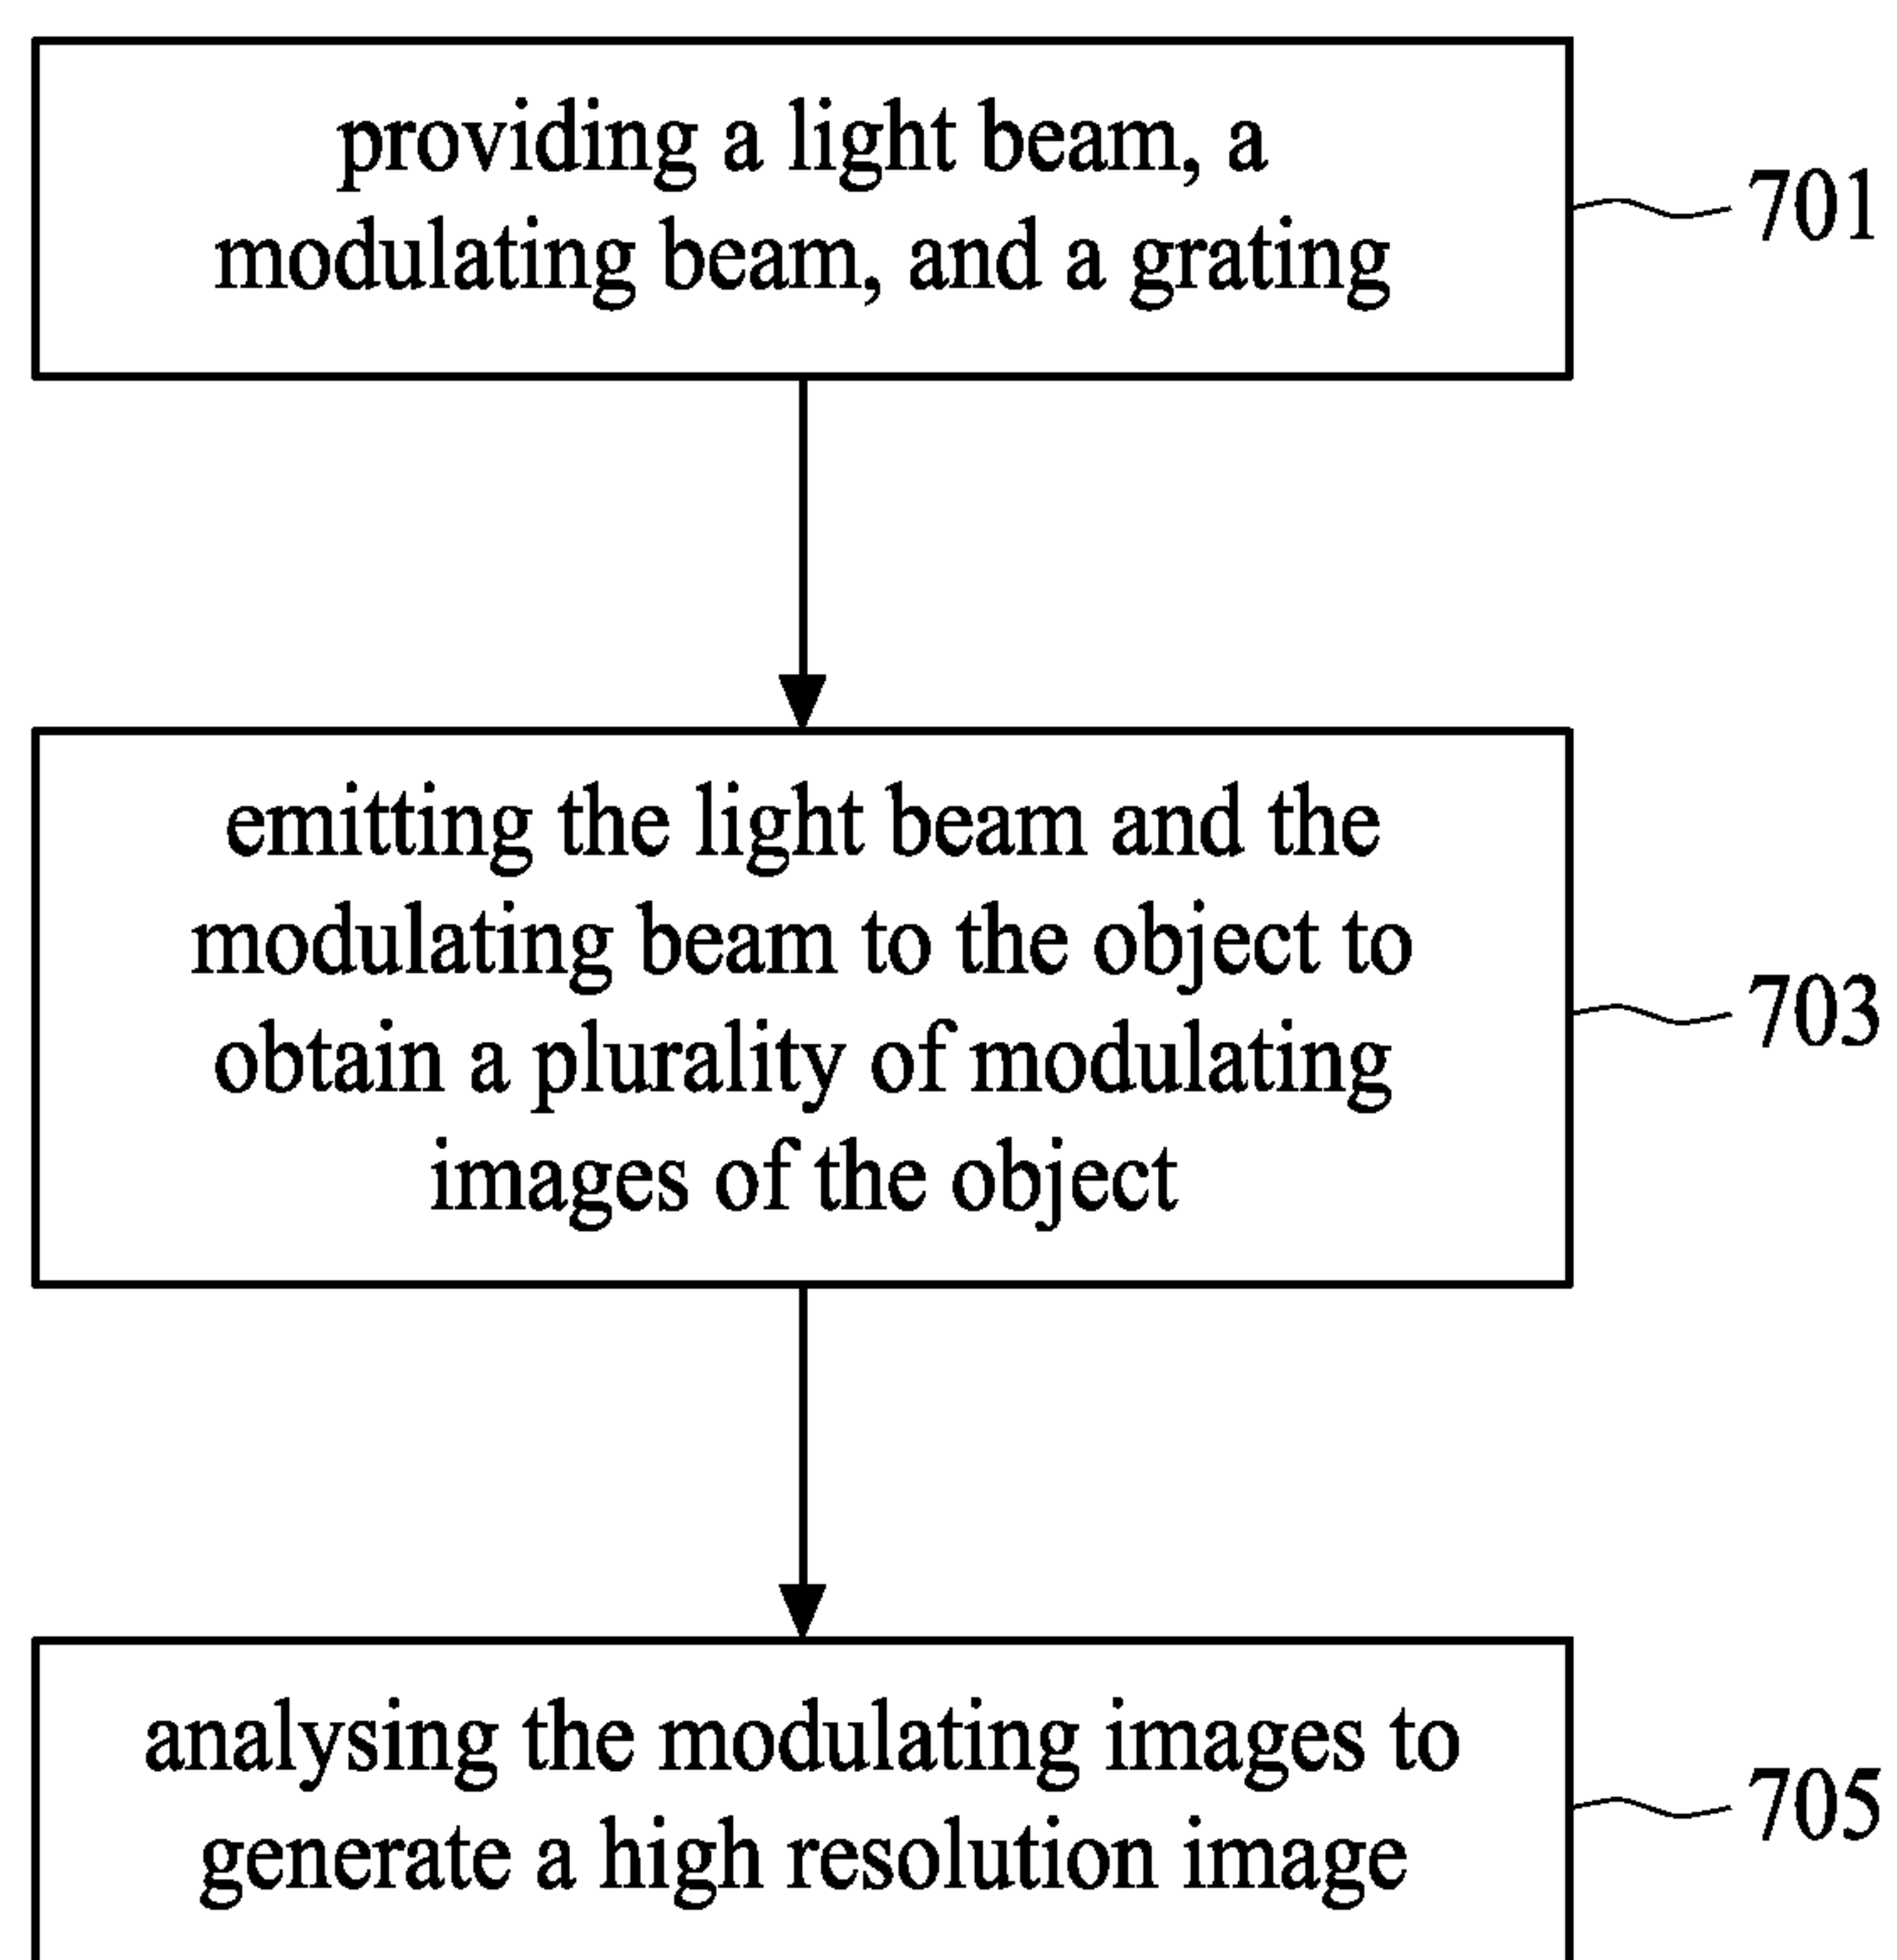 providing a light beam, a
modulating beam, and a grating
701
emitting the light beam and the
modulating beam to the object to
obtain a plurality of modulating
images of the object
703
analysing the modulating images to
generate a high resolution image
705